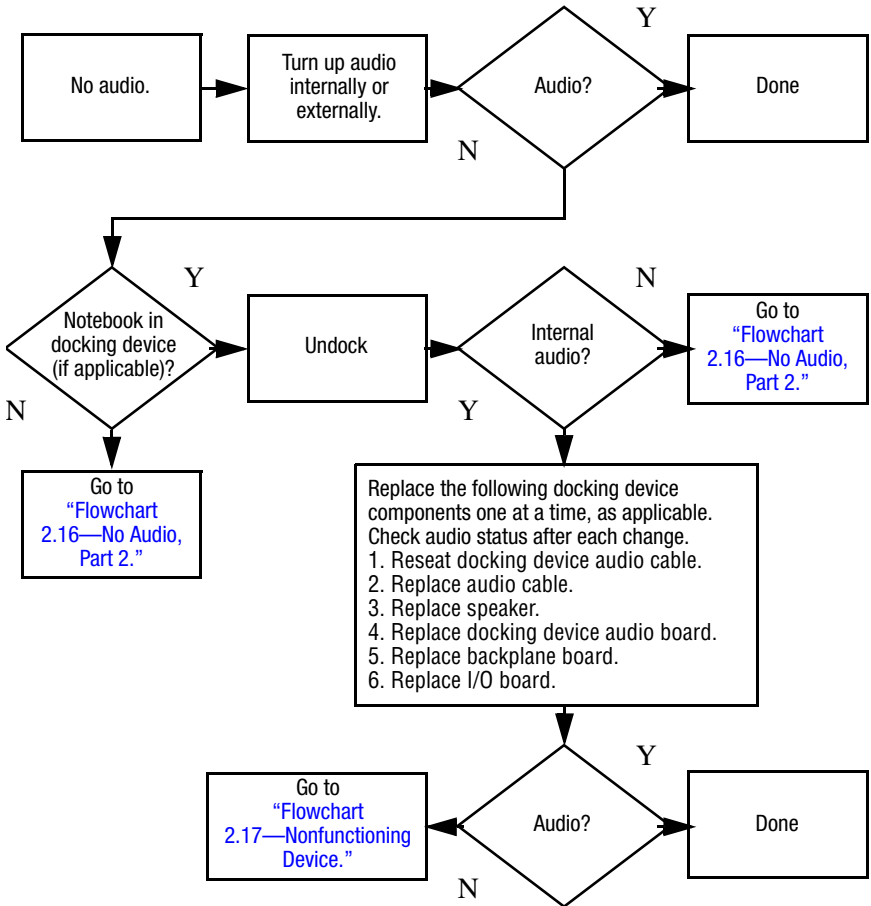 Y
No audio.
Turn up audio
internally or
externally.
Audio?
Done
N
Y
N
Notebook in
docking device
(if applicable)?
Undock
Internal
audio?
Go to
“Flowchart
2.16—No Audio,
Part 2.”
N
Y
Go to
“Flowchart
2.16—No Audio,
Part 2.”
Replace the following docking device
components one at a time, as applicable.
Check audio status after each change.
1. Reseat docking device audio cable.
2. Replace audio cable.
3. Replace speaker.
4. Replace docking device audio board.
5. Replace backplane board.
6. Replace I/O board.
Y
Go to
“Flowchart
2.17—Nonfunctioning
Device.”
Audio?
Done
N